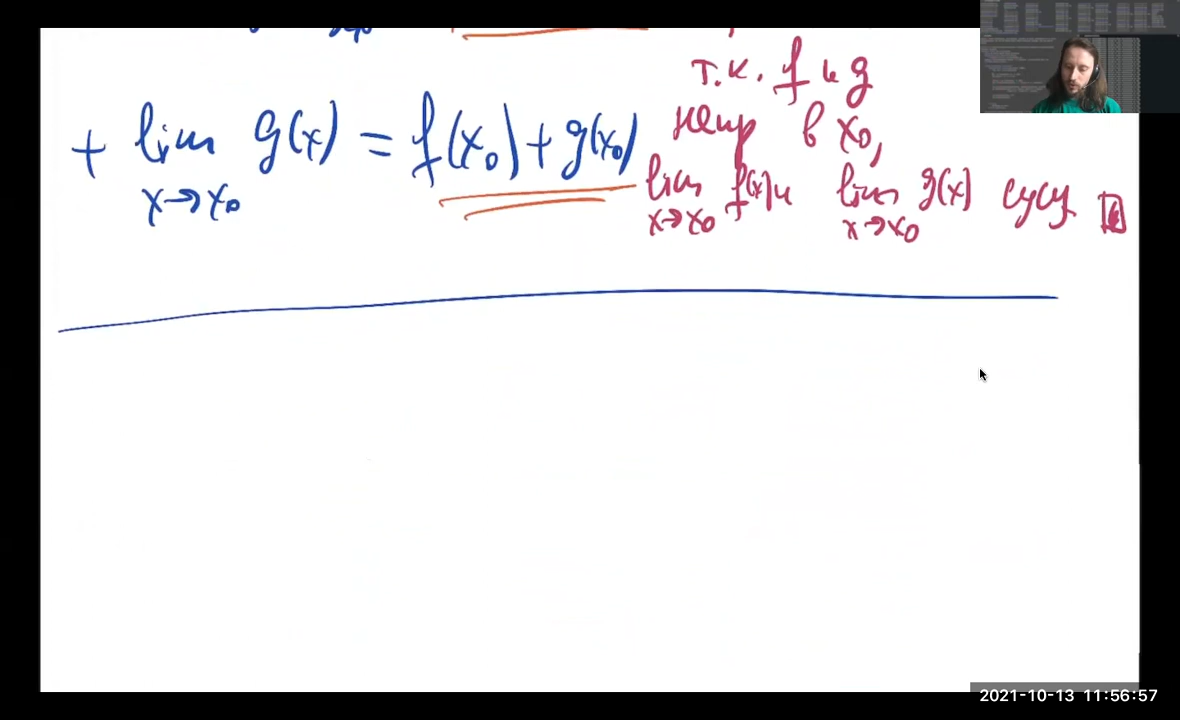 т.к. f и g
+ lim g(x) = f(x₀) + g(x₀) непр в x₀,
x→x₀
lim f(x) и lim g(x) сущ.
x→x₀ x→x₀
2021-10-13 11:56:57